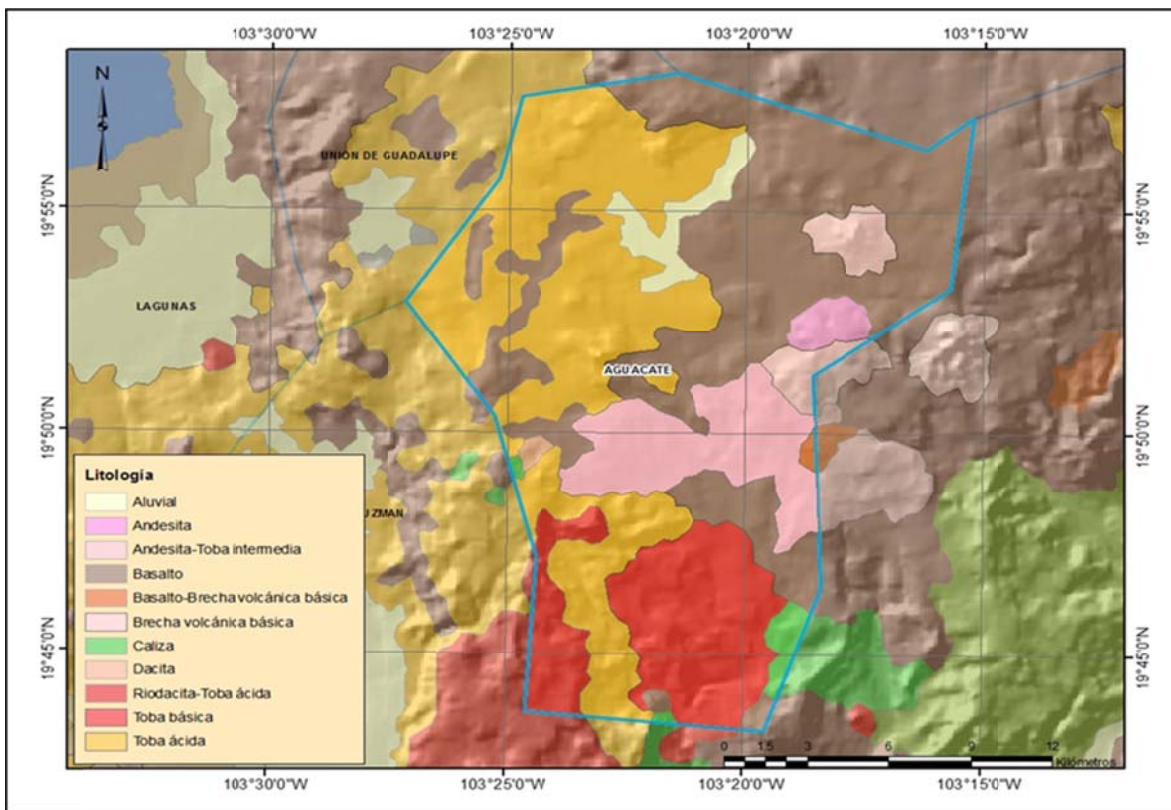 103°30'0"W 103°25'0"W 103°20'0"W 103°15'0"W
N
UNIÓN DE GUADALUPE
19°55'0"N 19°55'0"N
LAGUNAS
AGUACATE
19°50'0"N 19°50'0"N
UZMAN
Litología
Aluvial
Andesita
Andesita-Toba intermedia
Basalto
Basalto-Brecha volcánica básica
Brecha volcánica básica
Caliza
Dacita
Riodacita-Toba ácida
Toba básica
Toba ácida
19°45'0"N 19°45'0"N
0 1.5 3 6 9 12
Kilómetros
103°30'0"W 103°25'0"W 103°20'0"W 103°15'0"W